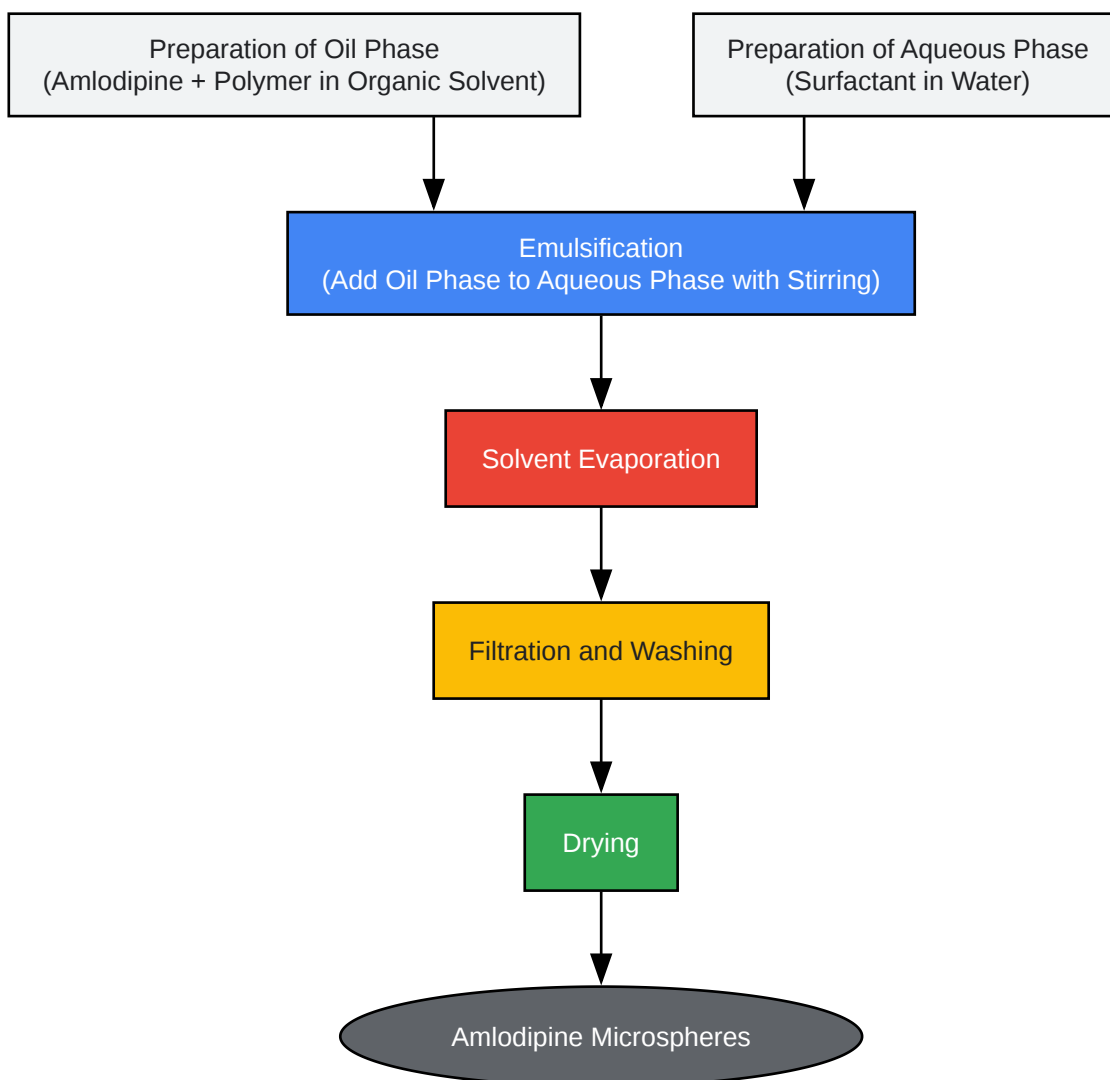 Preparation of Oil Phase
(Amlodipine + Polymer in Organic Solvent)
Preparation of Aqueous Phase
(Surfactant in Water)
Emulsification
(Add Oil Phase to Aqueous Phase with Stirring)
Solvent Evaporation
Filtration and Washing
Drying
Amlodipine Microspheres